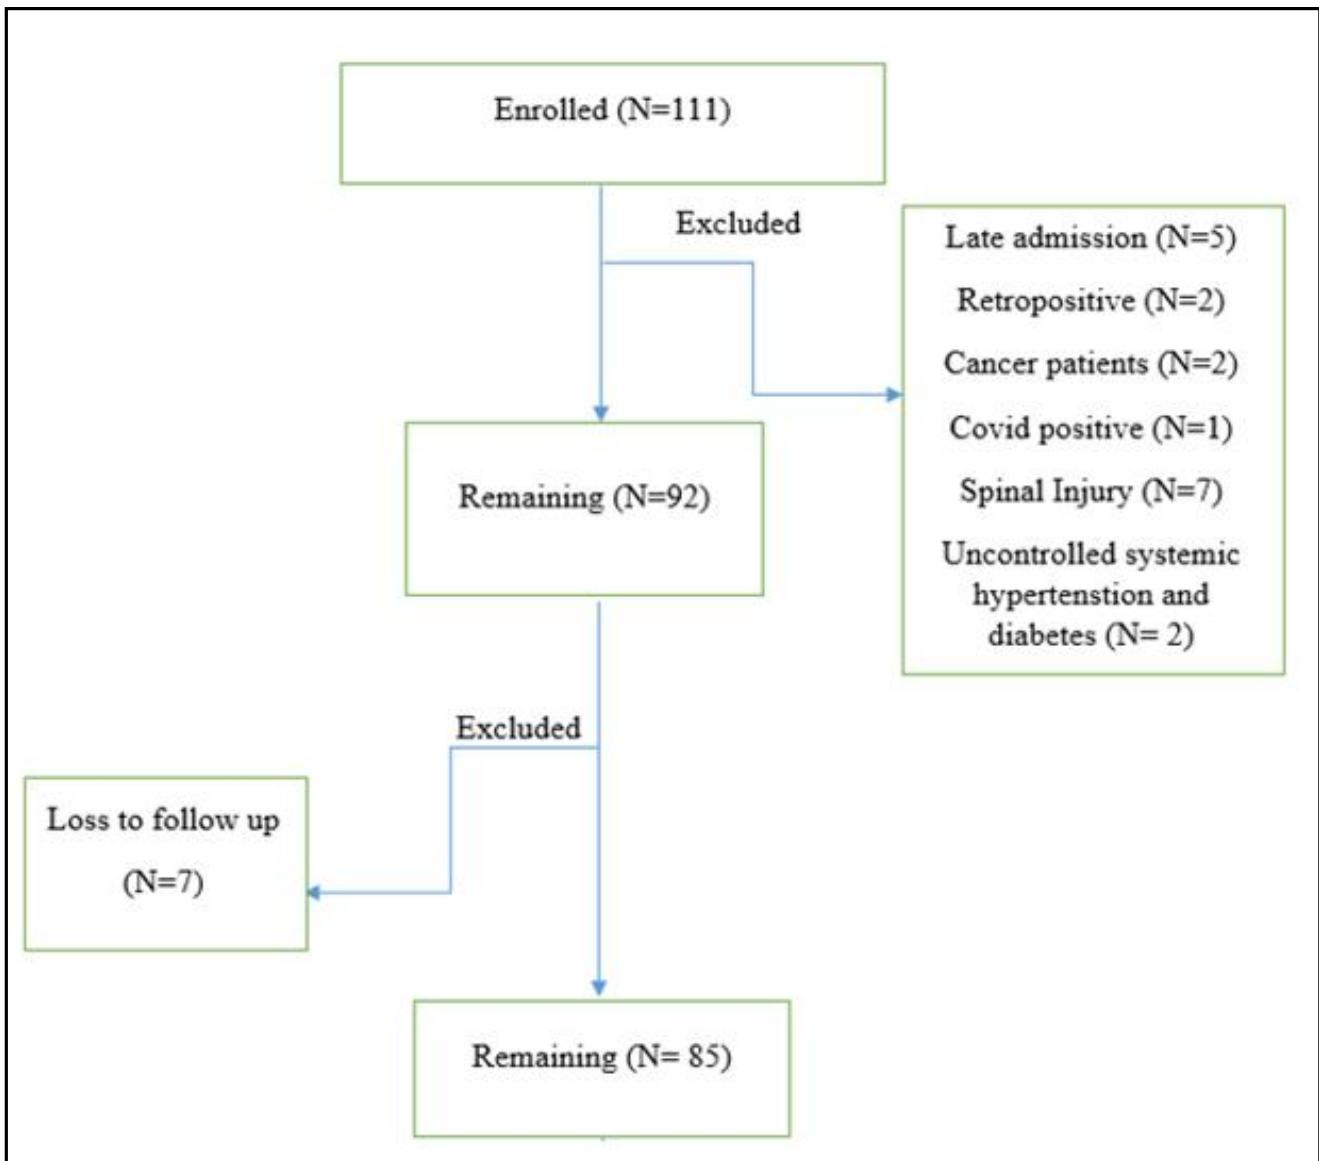 Enrolled (N=111)
Excluded
Late admission (N=5)
Retropositive (N=2)
Cancer patients (N=2)
Covid positive (N=1)
Spinal Injury (N=7)
Uncontrolled systemic
hypertenstion and
diabetes (N= 2)
Remaining (N=92)
Excluded
Loss to follow up
(N=7)
Remaining (N= 85)